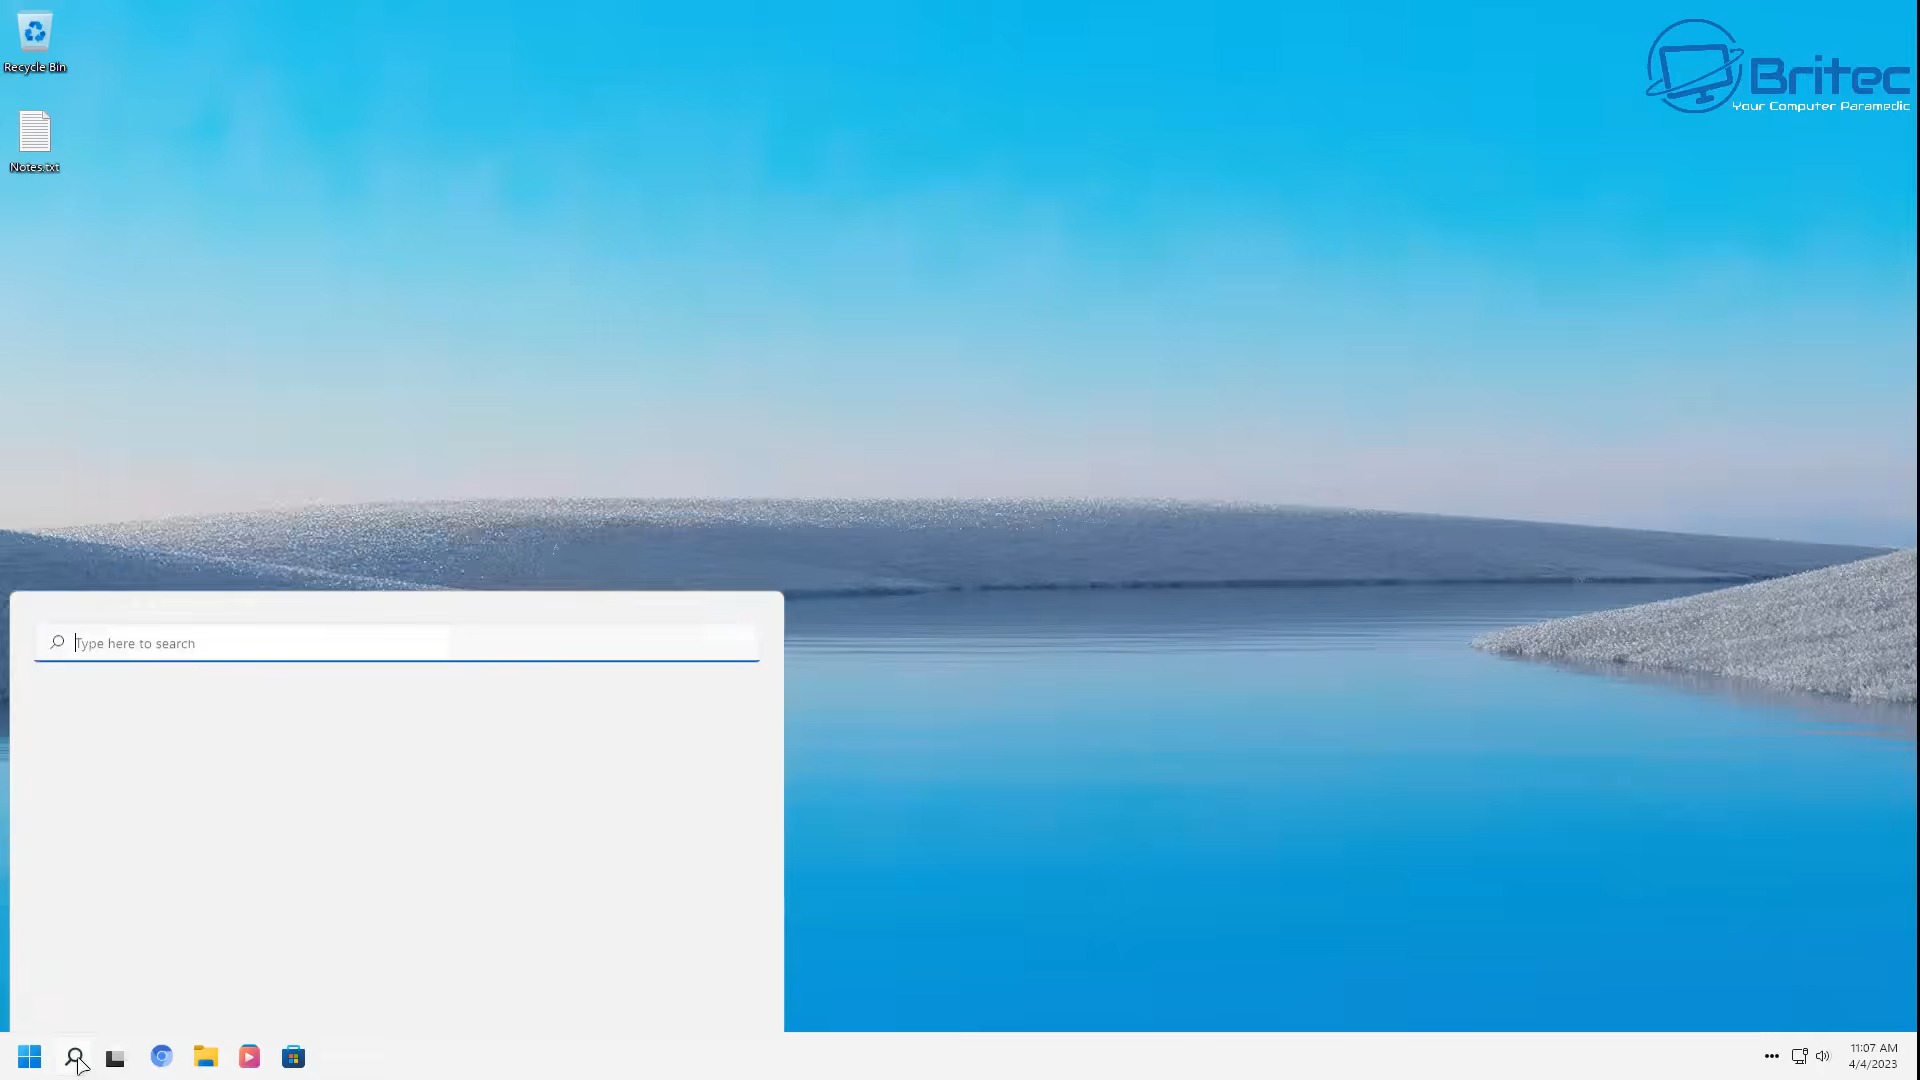 Recycle Bin
Notes.txt
Britec
Your Computer Paramedic
Type here to search
11:07 AM
4/4/2023